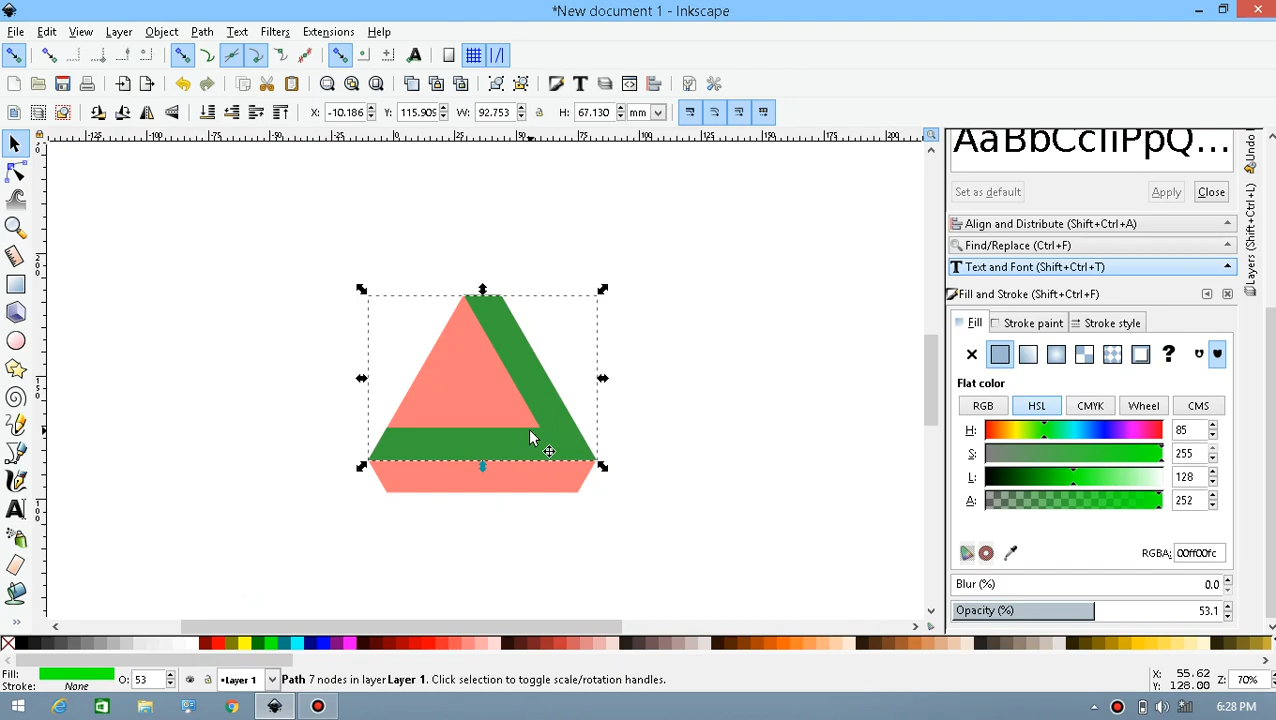 *New document 1 - Inkscape
File Edit View Layer Object Path Text Filters Extensions Help
X: -10.186 Y: 115.905 W: 92.753 H: 67.130 mm
AaBbCcIiPpQ...
Set as default Apply Close
Align and Distribute (Shift+Ctrl+A)
Find/Replace (Ctrl+F)
Text and Font (Shift+Ctrl+T)
Fill and Stroke (Shift+Ctrl+F)
Fill Stroke paint Stroke style
Flat color
RGB HSL CMYK Wheel CMS
H: 85
S: 255
L: 128
A: 252
RGBA: 00ff00fc
Blur (%) 0.0
Opacity (%) 53.1
Layers (Shift+Ctrl+L)
Fill: O: 53 Layer 1 Path 7 nodes in layer Layer 1. Click selection to toggle scale/rotation handles. X: 55.62 Z: 70%
Stroke: None Y: 128.00
6:28 PM